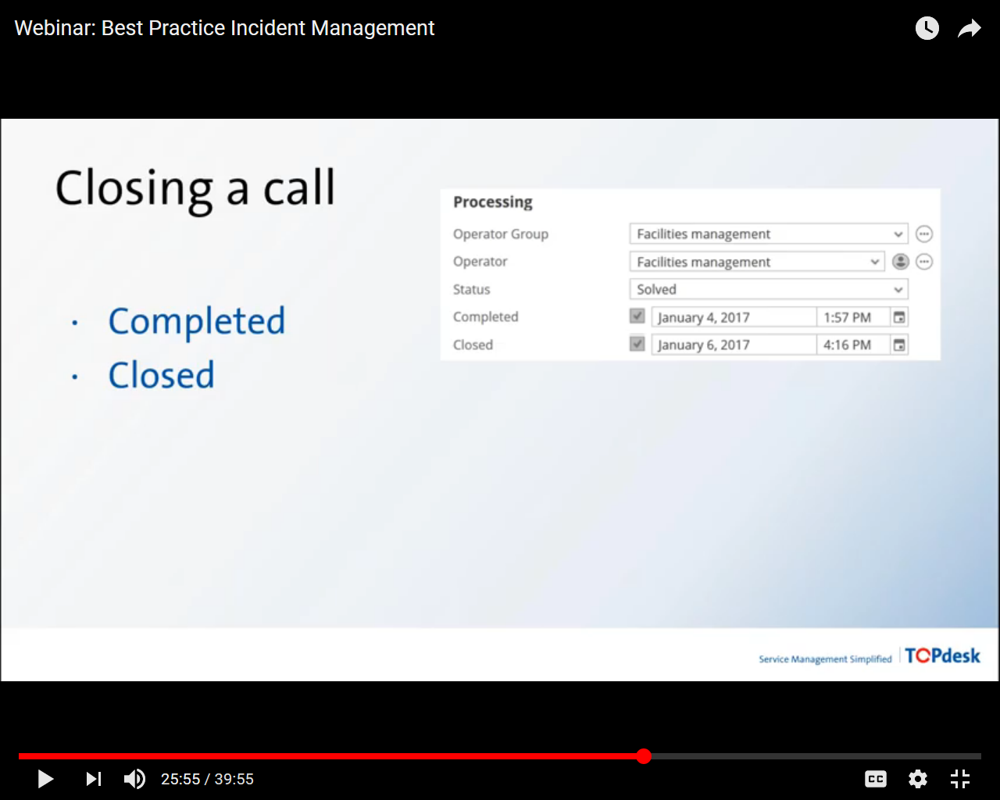 Webinar: Best Practice Incident Management
Closing a call
· Completed
· Closed
Processing
Operator Group Facilities management
Operator Facilities management
Status Solved
Completed January 4, 2017 1:57 PM
Closed January 6, 2017 4:16 PM
Service Management Simplified TOPdesk
25:55 / 39:55 CC